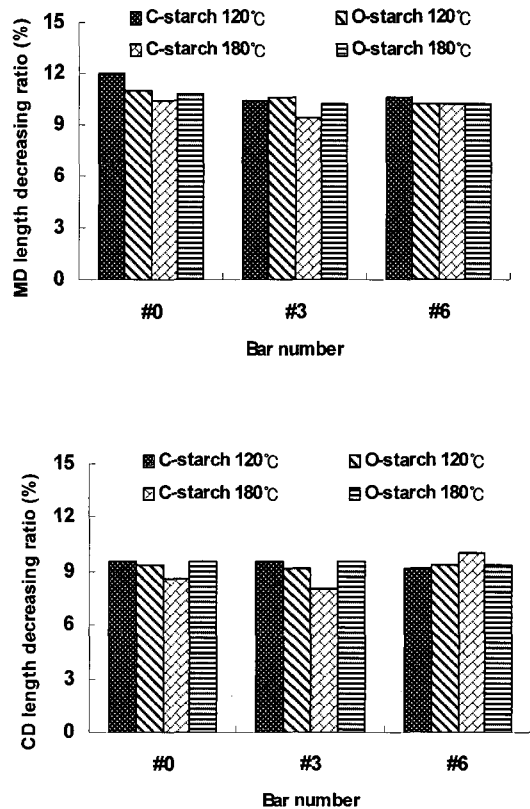 C-starch 120℃ O-starch 120℃
C-starch 180℃ O-starch 180℃
MD length decreasing ratio (%)
15
12
9
6
3
0
#0 #3 #6
Bar number
C-starch 120℃ O-starch 120℃
C-starch 180℃ O-starch 180℃
CD length decreasing ratio (%)
15
12
9
6
3
0
#0 #3 #6
Bar number